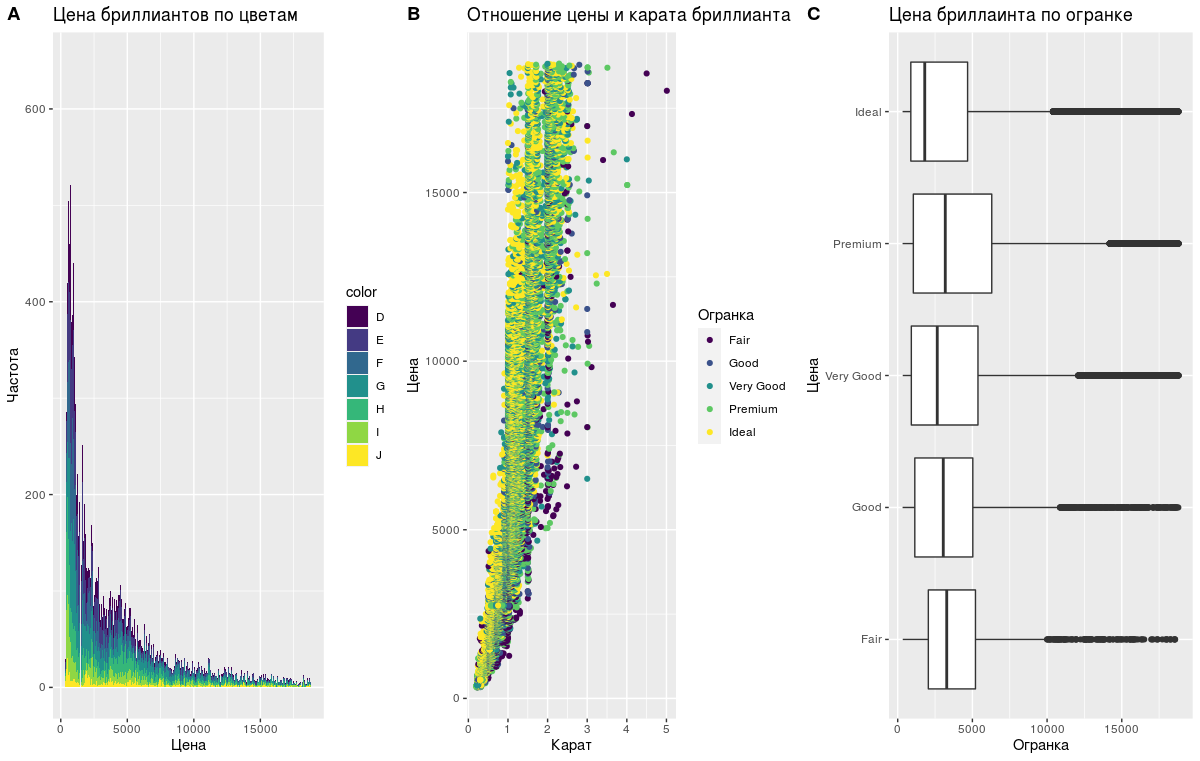 A
Цена бриллиантов по цветам
600
400
200
0
Частота
0 5000 10000 15000
Цена
color
D
E
F
G
H
I
J
B
Отношение цены и карата бриллианта
15000
10000
5000
0
Цена
0 1 2 3 4 5
Карат
Огранка
Fair
Good
Very Good
Premium
Ideal
C
Цена бриллаинта по огранке
Ideal
Premium
Very Good
Good
Fair
Цена
0 5000 10000 15000
Огранка